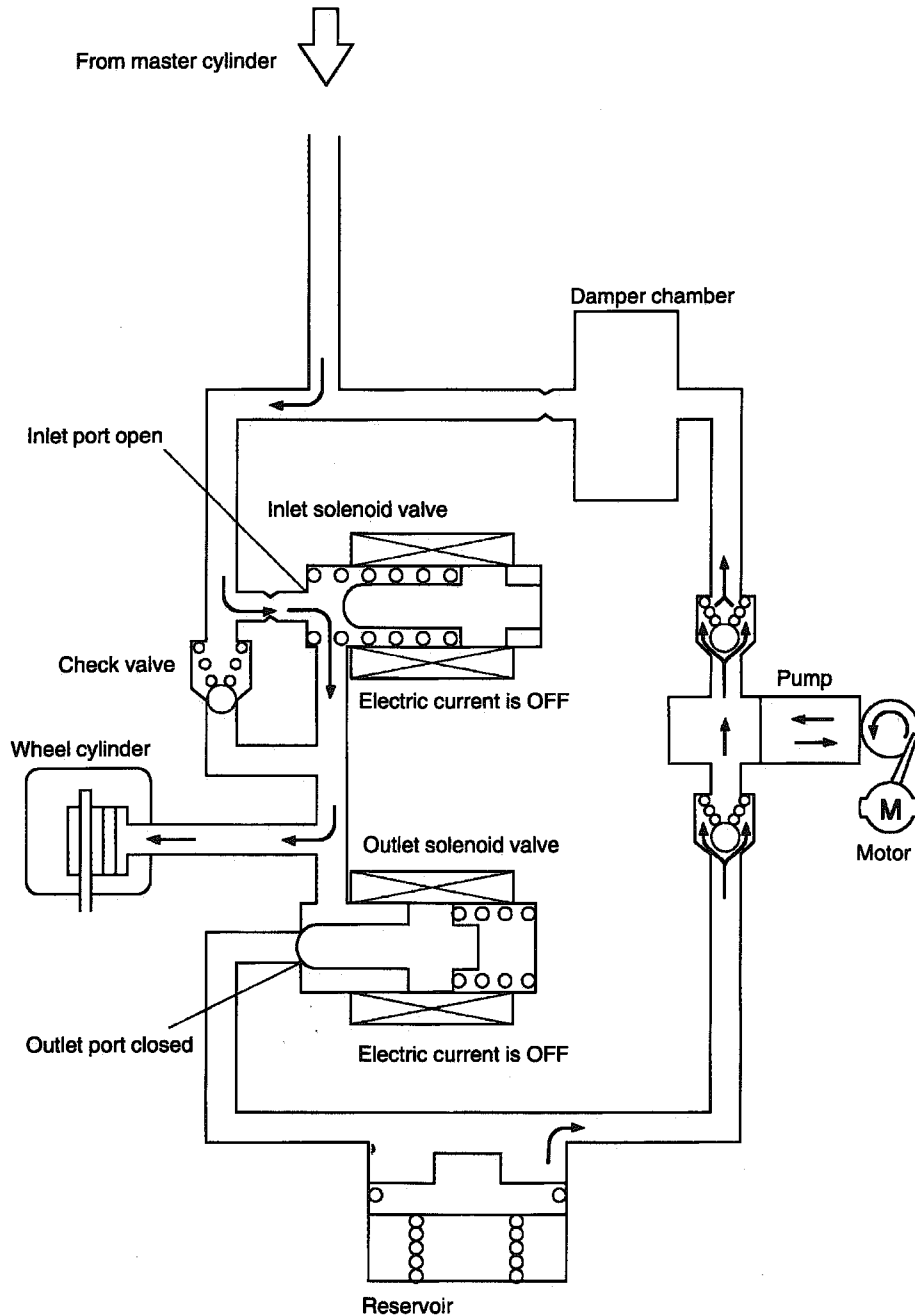 From master cylinder
Damper chamber
Inlet port open
Inlet solenoid valve
Check valve
Electric current is OFF
Pump
Wheel cylinder
M
Outlet solenoid valve
Motor
Outlet port closed
Electric current is OFF
Reservoir